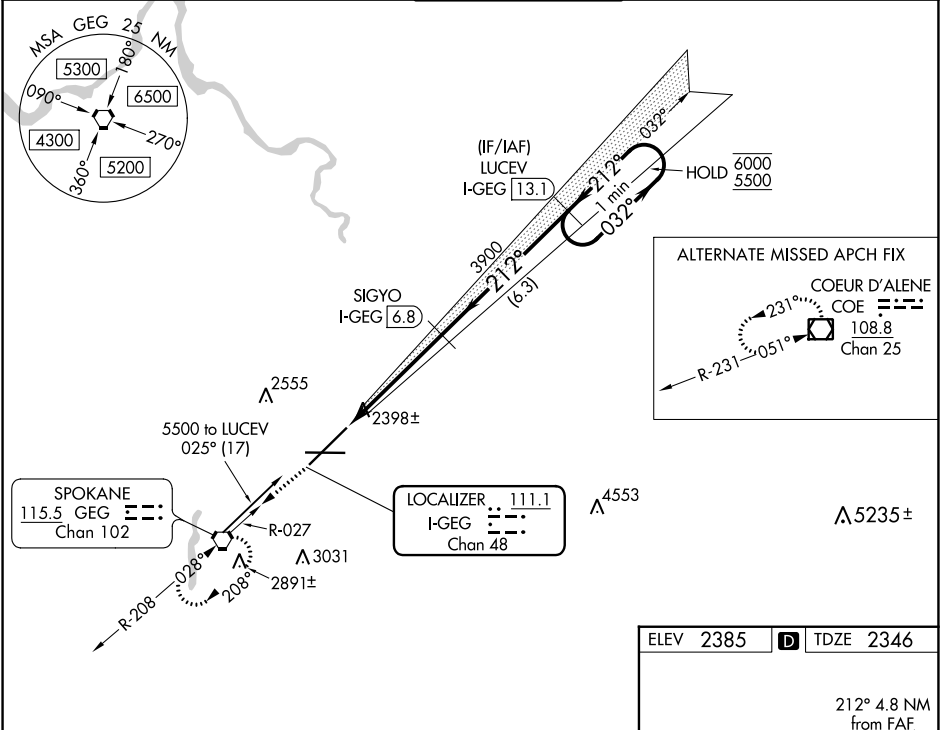 MSA GEG 25 NM
180°
5300
6500
090°
270°
4300
5200
360°
(IF/IAF)
LUCEV
I-GEG 13.1
032°
212°
1 min
032°
HOLD 6000
5500
3900
212°
(6.3)
SIGYO
I-GEG 6.8
ALTERNATE MISSED APCH FIX
COEUR D'ALENE
COE
108.8
Chan 25
231°
051°
R-231
2555
2398±
5500 to LUCEV
025° (17)
SPOKANE
115.5 GEG
Chan 102
R-027
LOCALIZER 111.1
I-GEG
Chan 48
4553
5235±
3031
2891±
028°
208°
R-208
ELEV 2385 D TDZE 2346
212° 4.8 NM
from FAF